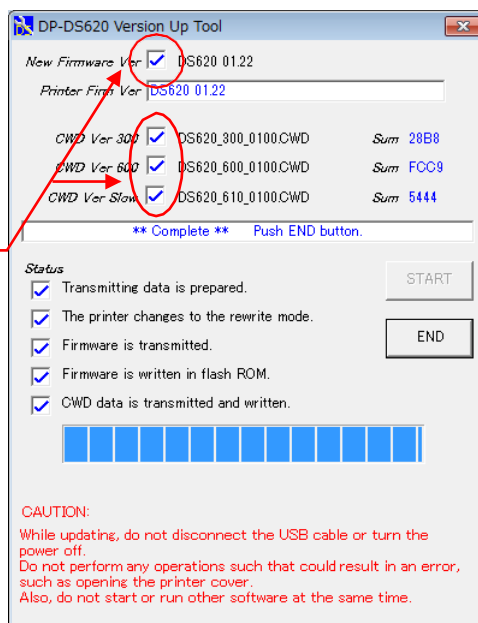 DP-DS620 Version Up Tool
New Firmware Ver DS620 01.22
Printer Firm Ver DS620 01.22
CWD Ver 300 DS620_300_0100.CWD Sum 28B8
CWD Ver 600 DS620_600_0100.CWD Sum FCC9
CWD Ver Slow DS620_610_0100.CWD Sum 5444
** Complete ** Push END button.
Status
START
Transmitting data is prepared.
The printer changes to the rewrite mode.
END
Firmware is transmitted.
Firmware is written in flash ROM.
CWD data is transmitted and written.
CAUTION:
While updating, do not disconnect the USB cable or turn the
power off.
Do not perform any operations such that could result in an error,
such as opening the printer cover.
Also, do not start or run other software at the same time.